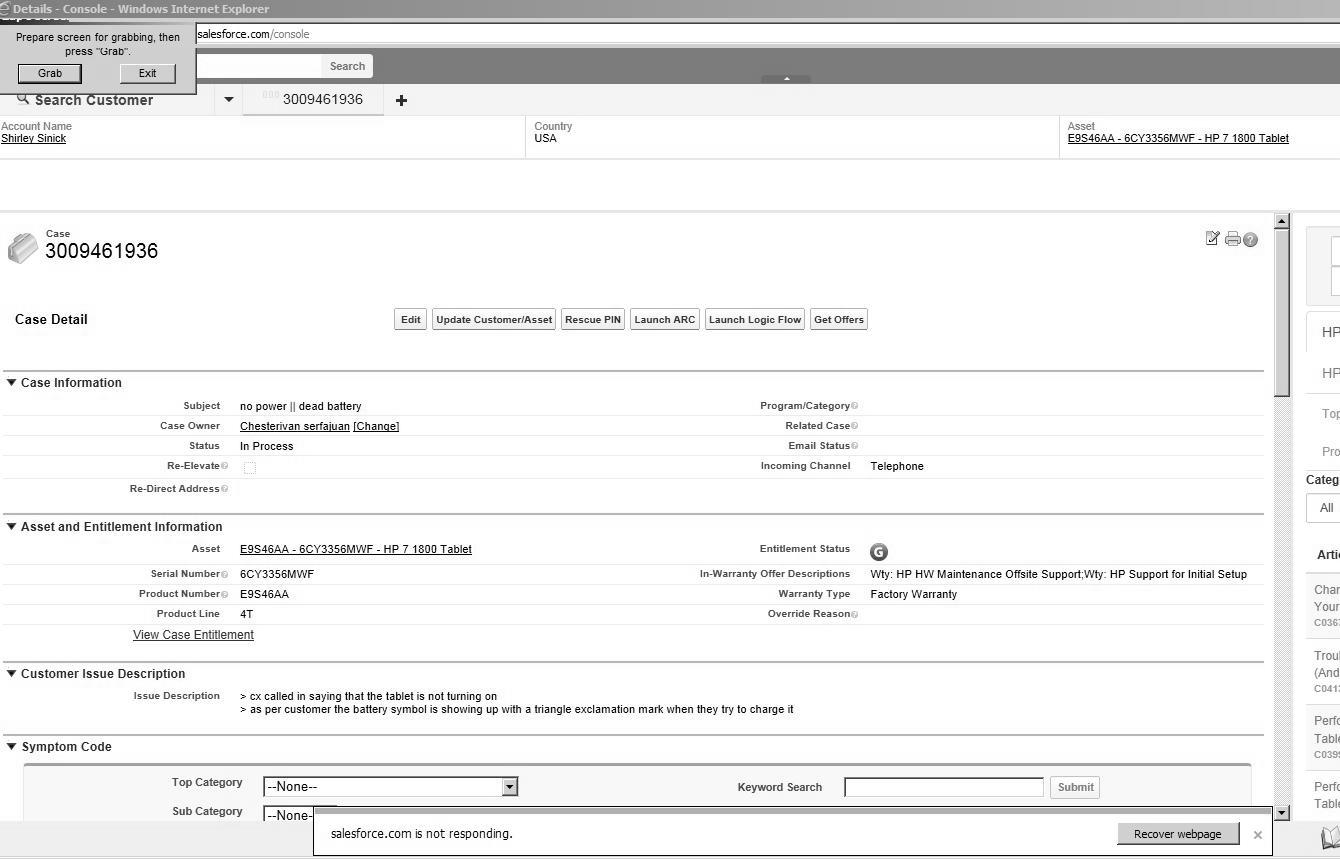 Details - Console - Windows Internet Explorer
Prepare screen for grabbing, then
press "Grab".
Grab
Exit
salesforce.com/console
Search
Search Customer
3009461936
Account Name
Shirley Sinick
Country
USA
Asset
E9S46AA - 6CY3356MWF - HP 7 1800 Tablet
Case
3009461936
Case Detail
Edit
Update Customer/Asset
Rescue PIN
Launch ARC
Launch Logic Flow
Get Offers
Case Information
Subject no power || dead battery
Program/Category
Case Owner Chesterivan serfajuan [Change]
Related Case
Status In Process
Email Status
Re-Elevate
Incoming Channel Telephone
Re-Direct Address
Asset and Entitlement Information
Asset E9S46AA - 6CY3356MWF - HP 7 1800 Tablet
Entitlement Status G
Serial Number 6CY3356MWF
In-Warranty Offer Descriptions Wty: HP HW Maintenance Offsite Support;Wty: HP Support for Initial Setup
Product Number E9S46AA
Warranty Type Factory Warranty
Product Line 4T
Override Reason
View Case Entitlement
Customer Issue Description
Issue Description > cx called in saying that the tablet is not turning on
> as per customer the battery symbol is showing up with a triangle exclamation mark when they try to charge it
Symptom Code
Top Category --None--
Keyword Search
Submit
Sub Category --None-
salesforce.com is not responding.
Recover webpage
HP
HP
Top
Pro
Categ
All
Arti
Char
Your
C0367
Troul
(And
C041
Perfo
Table
C0399
Perfo
Table